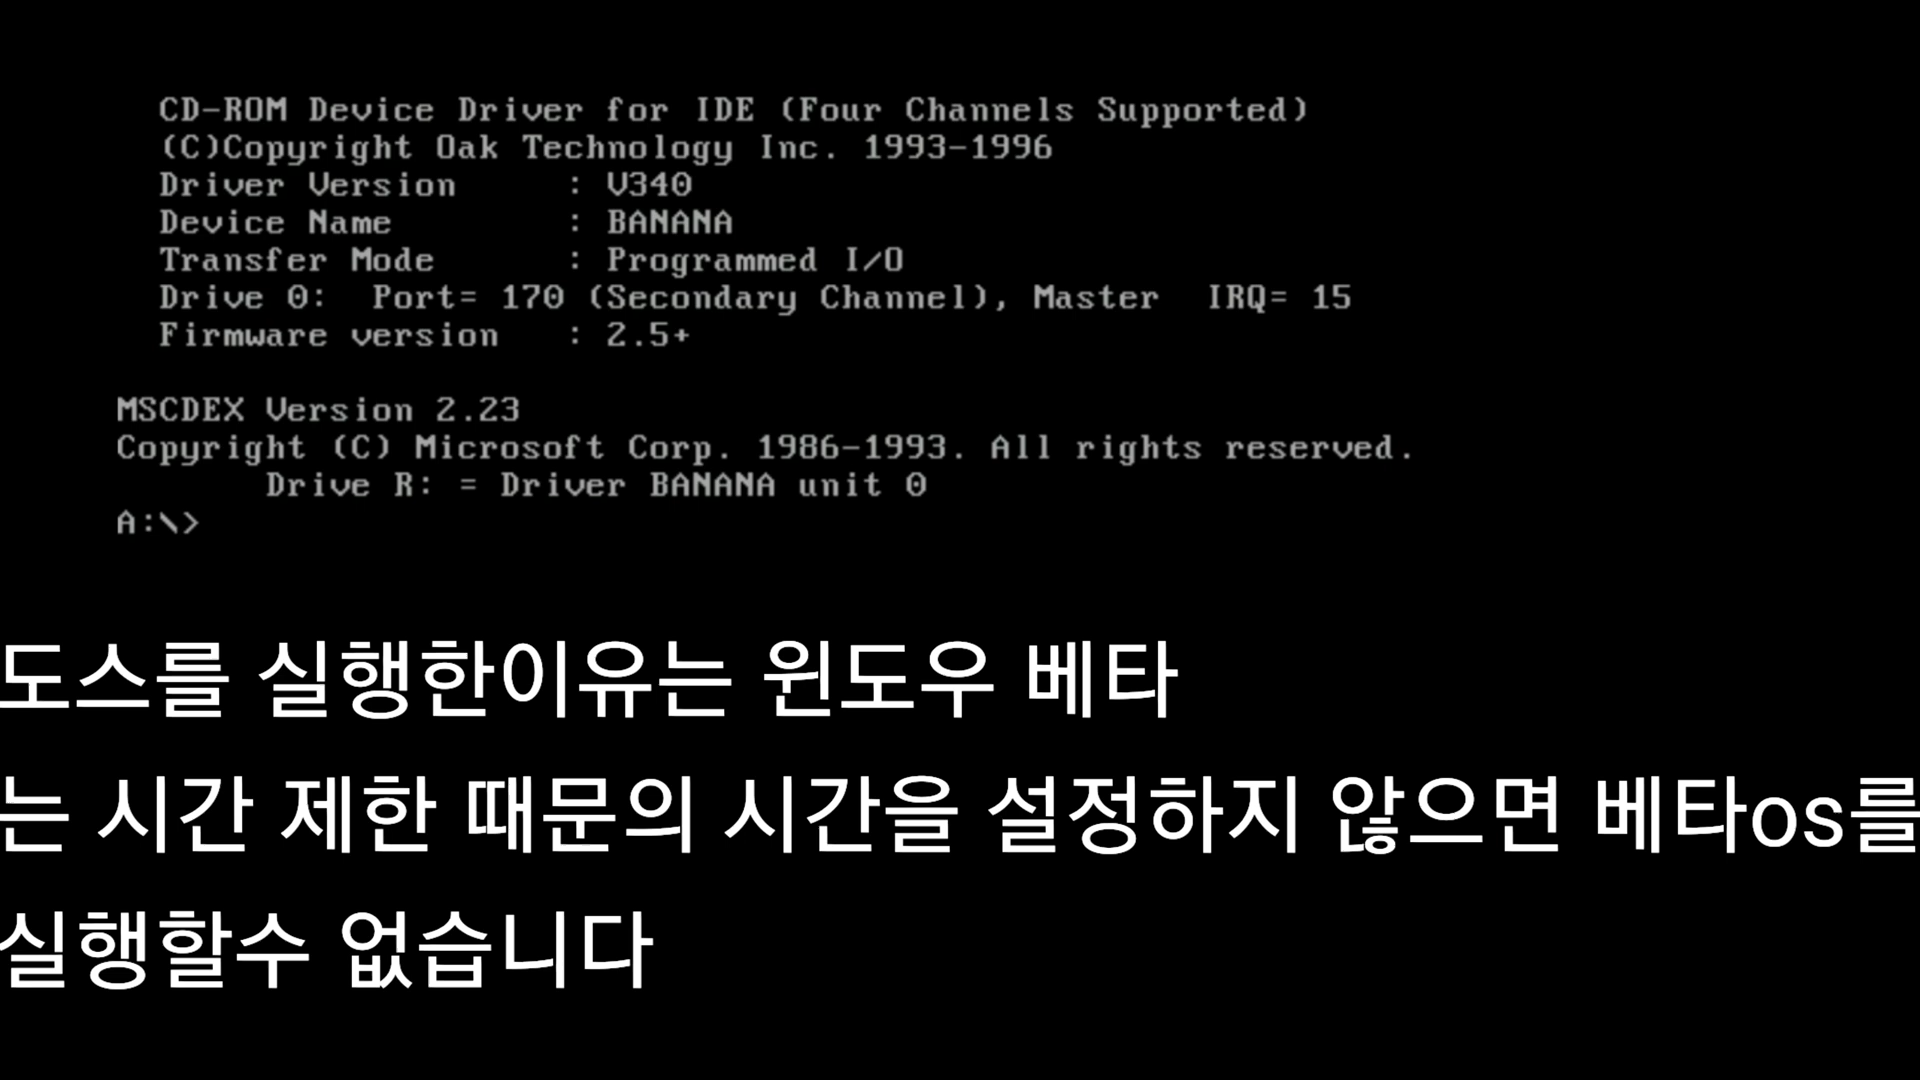 CD-ROM Device Driver for IDE (Four Channels Supported)
(C)Copyright Oak Technology Inc. 1993-1996
Driver Version : V340
Device Name : BANANA
Transfer Mode : Programmed I/O
Drive 0: Port= 170 (Secondary Channel), Master IRQ= 15
Firmware version : 2.5+
MSCDEX Version 2.23
Copyright (C) Microsoft Corp. 1986-1993. All rights reserved.
Drive R: = Driver BANANA unit 0
A:\>
도스를 실행한이유는 윈도우 베타
는 시간 제한 때문의 시간을 설정하지 않으면 베타os를
실행할수 없습니다